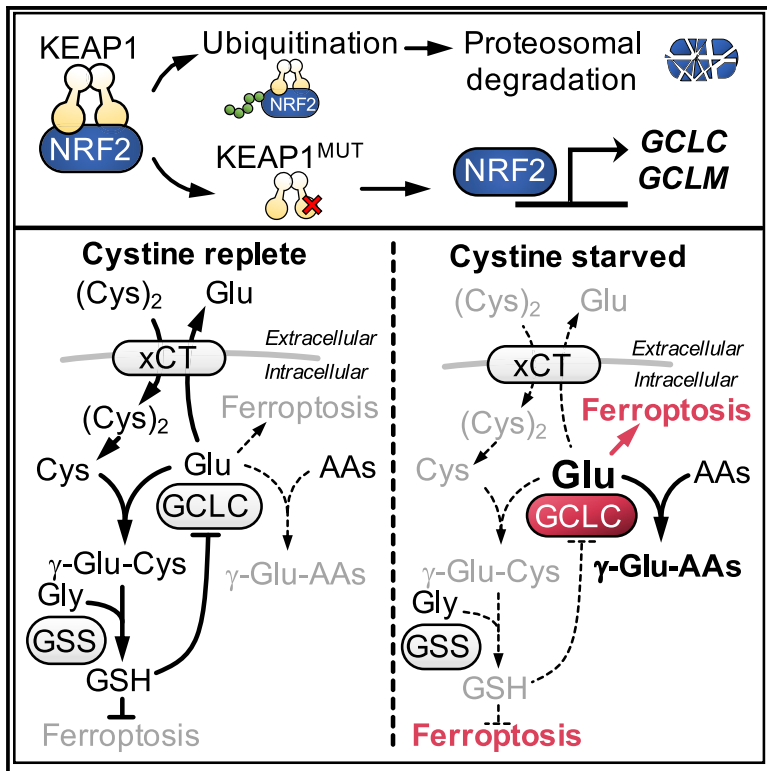 KEAP1
NRF2
Ubiquitination
NRF2
Proteosomal
degradation
KEAP1^MUT
NRF2
GCLC
GCLM
Cystine replete
(Cys)₂
Glu
xCT
Extracellular
Intracellular
(Cys)₂
Ferroptosis
Cys
Glu
AAs
GCLC
γ-Glu-Cys
γ-Glu-AAs
Gly
GSS
GSH
Ferroptosis
Cystine starved
(Cys)₂
Glu
xCT
Extracellular
Intracellular
(Cys)₂
Ferroptosis
Cys
Glu
AAs
GCLC
γ-Glu-Cys
γ-Glu-AAs
Gly
GSS
GSH
Ferroptosis